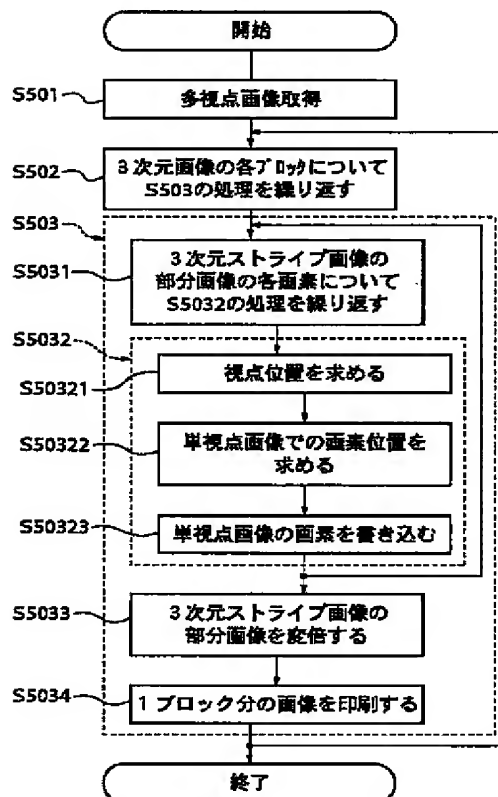 開始
S501
多視点画像取得
S502
3次元画像の各ブロックについて
S503の処理を繰り返す
S503
S5031
3次元ストライプ画像の
部分画像の各画素について
S5032の処理を繰り返す
S5032
S50321
視点位置を求める
S50322
単視点画像での画素位置を
求める
S50323
単視点画像の画素を書き込む
S5033
3次元ストライプ画像の
部分画像を変倍する
S5034
1ブロック分の画像を印刷する
終了